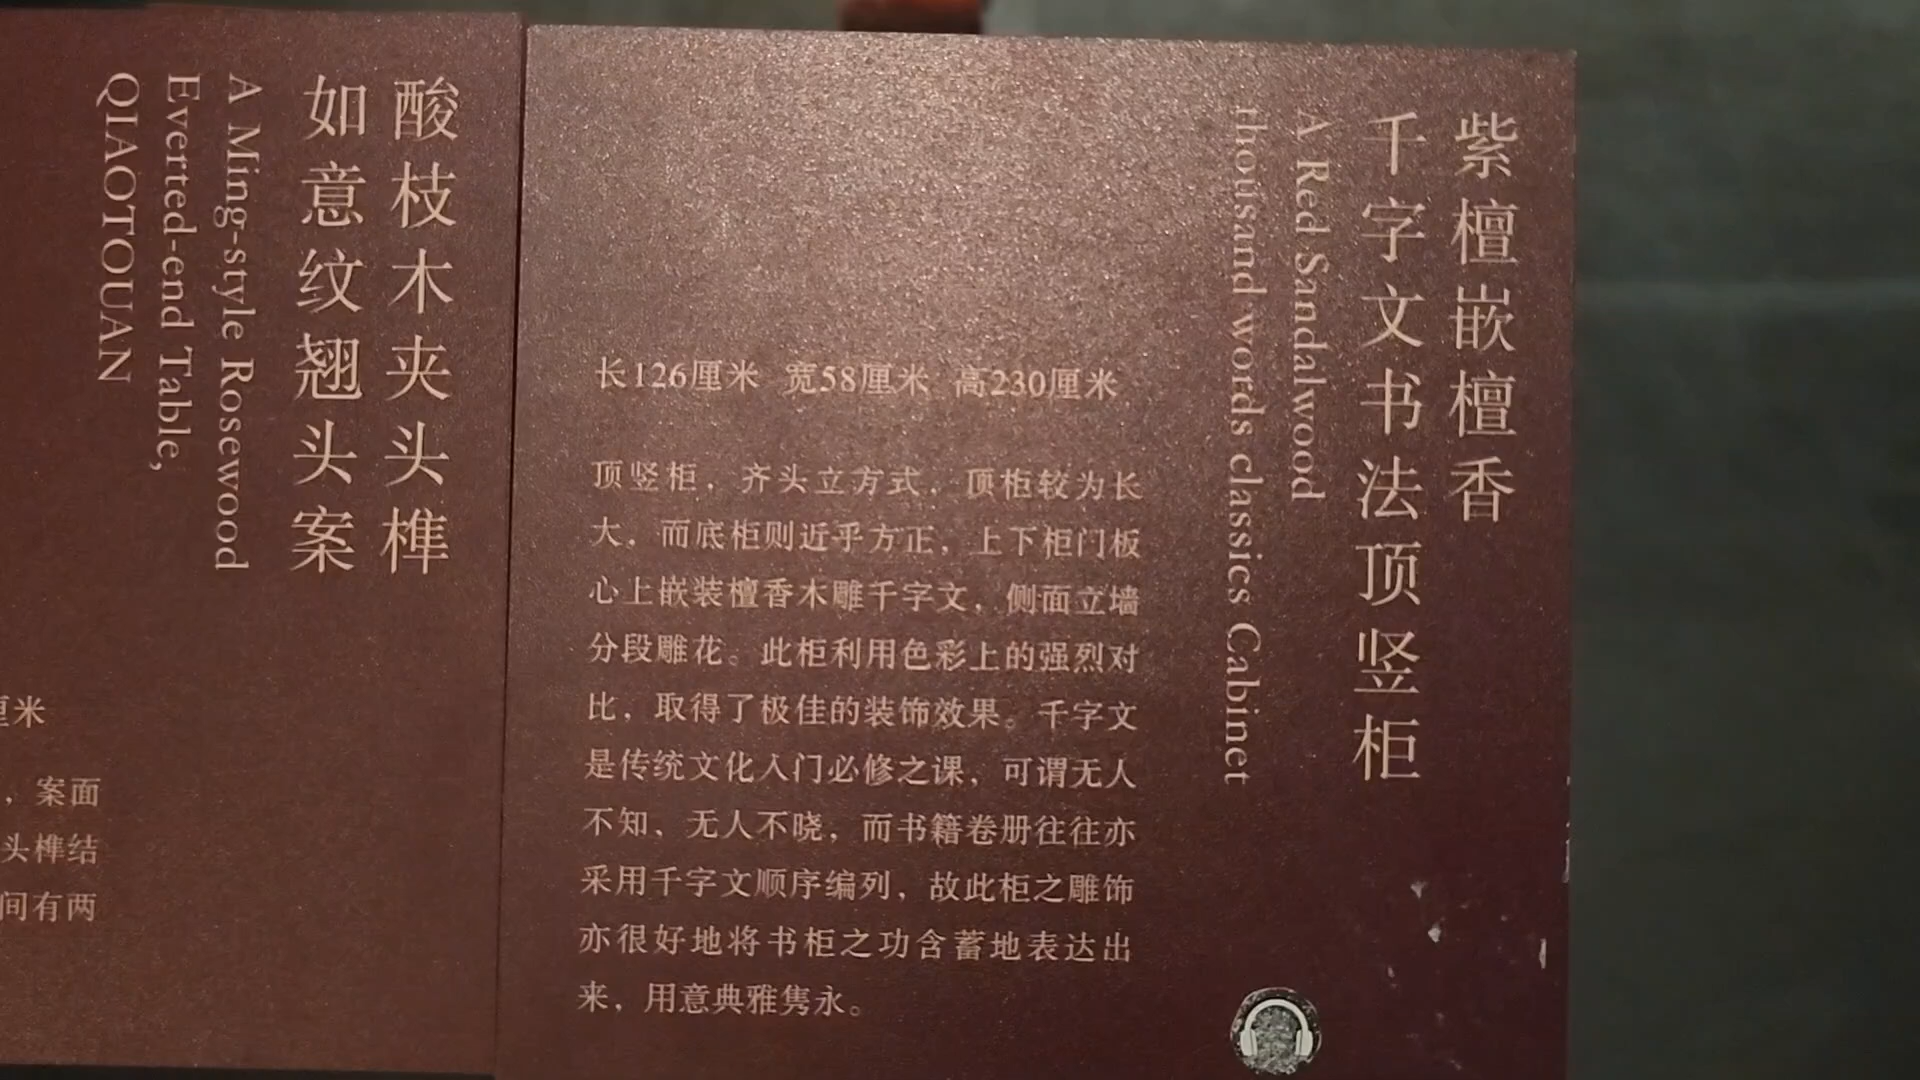 紫檀嵌檀香
千字文书法顶竖柜
A Red Sandalwood
thousand words classics Cabinet
长126厘米 宽58厘米 高230厘米
顶竖柜，齐头立方式，顶柜较为长
大，而底柜则近乎方正，上下柜门板
心上嵌装檀香木雕千字文，侧面立墙
分段雕花。此柜利用色彩上的强烈对
比，取得了极佳的装饰效果。千字文
是传统文化入门必修之课，可谓无人
不知、无人不晓，而书籍卷册往往亦
采用千字文顺序编列，故此柜之雕饰
亦很好地将书柜之功含蓄地表达出
来，用意典雅隽永。
酸枝木夹头榫
如意纹翘头案
A Ming-style Rosewood
Everted-end Table,
QIAOTOUAN
厘米
，案面
头榫结
间有两